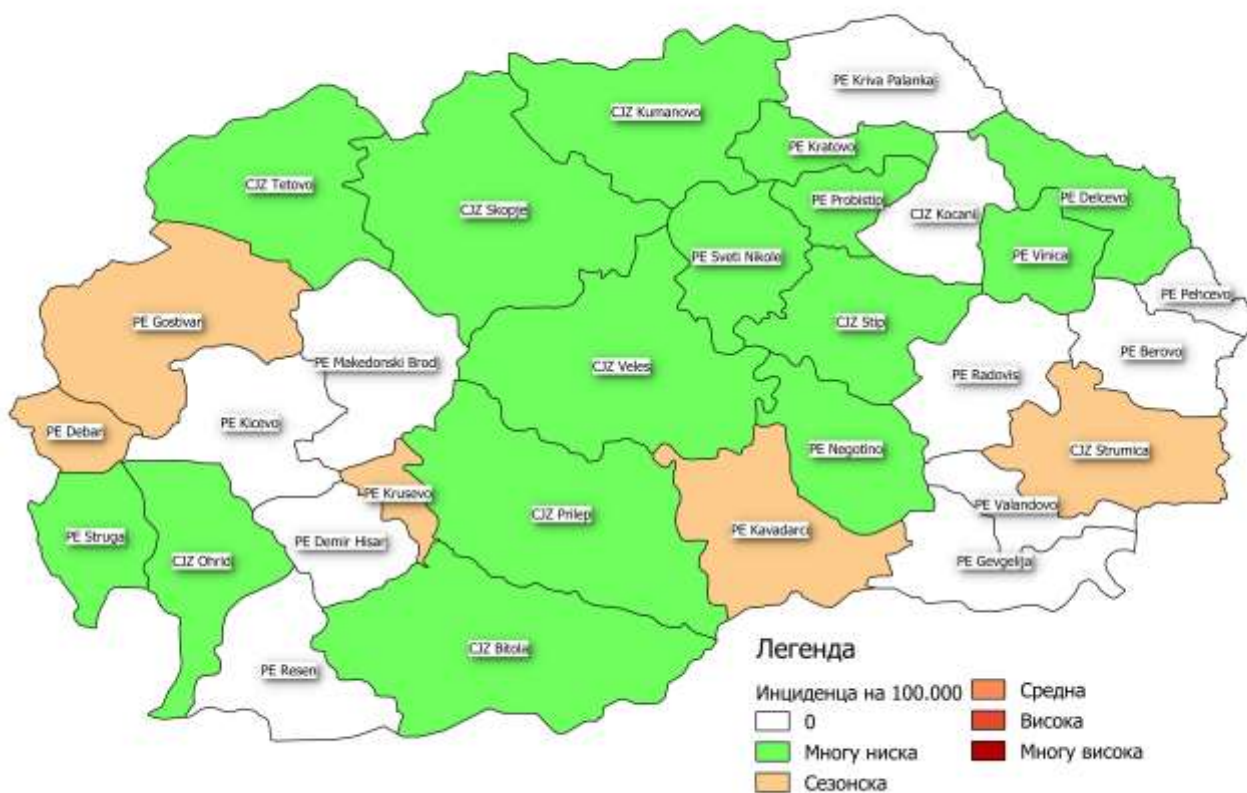 PE Kriva Palanka
CJZ Kumanovo
PE Kratovo
CJZ Tetovo
PE Probistip
PE Delcevo
CJZ Skopje
CJZ Kocani
PE Sveti Nikole
PE Vinica
PE Pehcevo
PE Gostivar
CJZ Stip
PE Berovo
PE Makedonski Brod
CJZ Veles
PE Radovis
PE Kicevo
PE Debar
PE Negotino
CJZ Strumica
PE Krusevo
PE Valandovo
CJZ Prilep
PE Kavadarci
PE Struga
PE Demir Hisar
CJZ Ohrid
PE Gevgelija
CJZ Bitola
PE Resen
Легенда
Инциденца на 100.000
0
Многу ниска
Сезонска
Средна
Висока
Многу висока